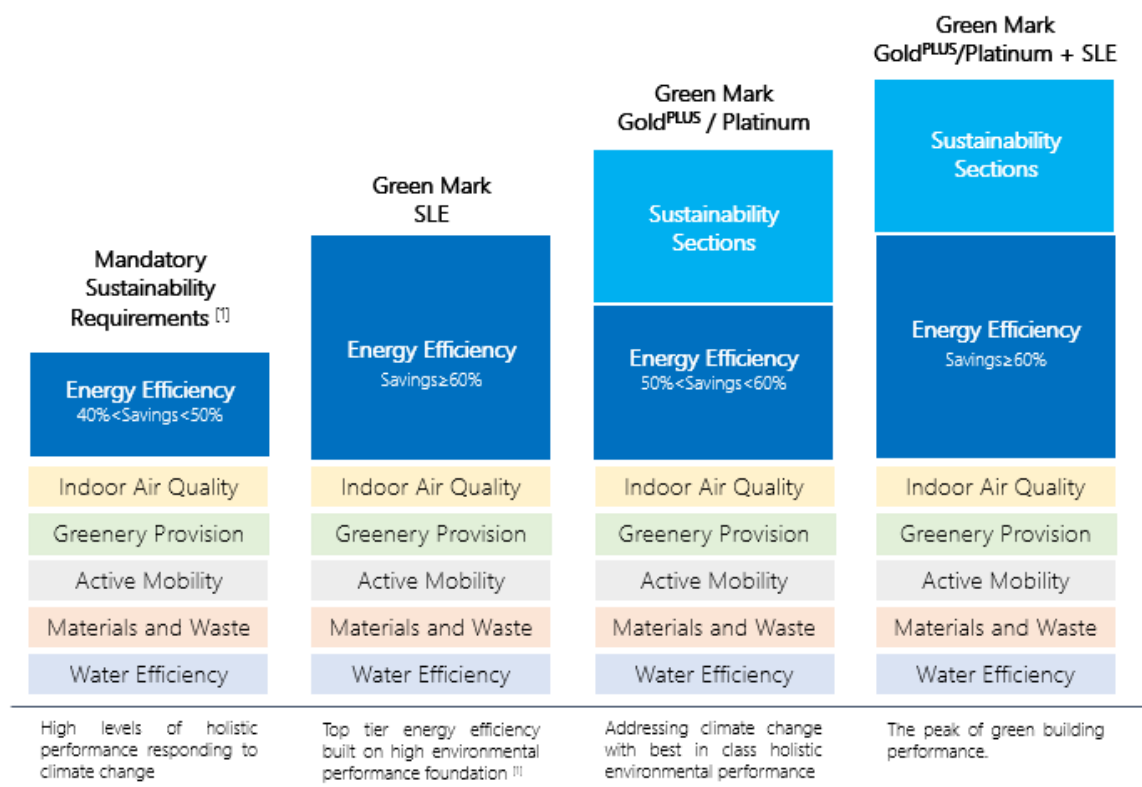 Mandatory
Sustainability
Requirements [1]
Energy Efficiency
40%<Savings<50%
Indoor Air Quality
Greenery Provision
Active Mobility
Materials and Waste
Water Efficiency
High levels of holistic
performance responding to
climate change
Green Mark
SLE
Energy Efficiency
Savings≥60%
Indoor Air Quality
Greenery Provision
Active Mobility
Materials and Waste
Water Efficiency
Top tier energy efficiency
built on high environmental
performance foundation [1]
Green Mark
GoldPLUS / Platinum
Sustainability
Sections
Energy Efficiency
50%<Savings<60%
Indoor Air Quality
Greenery Provision
Active Mobility
Materials and Waste
Water Efficiency
Addressing climate change
with best in class holistic
environmental performance
Green Mark
GoldPLUS/Platinum + SLE
Sustainability
Sections
Energy Efficiency
Savings≥60%
Indoor Air Quality
Greenery Provision
Active Mobility
Materials and Waste
Water Efficiency
The peak of green building
performance.